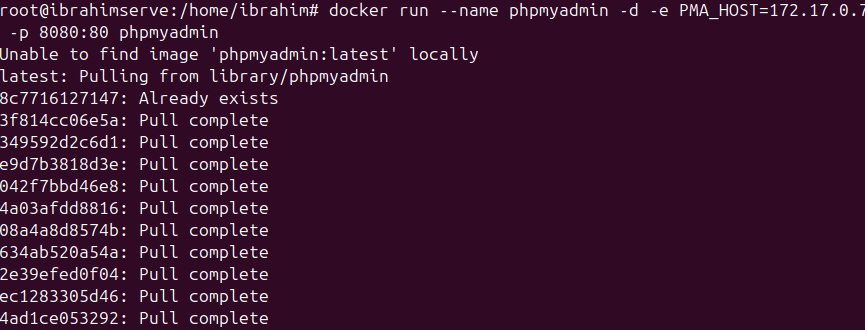 root@ibrahimserve:/home/ibrahim# docker run --name phpmyadmin -d -e PMA_HOST=172.17.0.7
-p 8080:80 phpmyadmin
Unable to find image 'phpmyadmin:latest' locally
latest: Pulling from library/phpmyadmin
8c7716127147: Already exists
3f814cc06e5a: Pull complete
349592d2c6d1: Pull complete
e9d7b3818d3e: Pull complete
042f7bbd46e8: Pull complete
4a03afdd8816: Pull complete
08a4a8d8574b: Pull complete
634ab520a54a: Pull complete
2e39efed0f04: Pull complete
ec1283305d46: Pull complete
4ad1ce053292: Pull complete